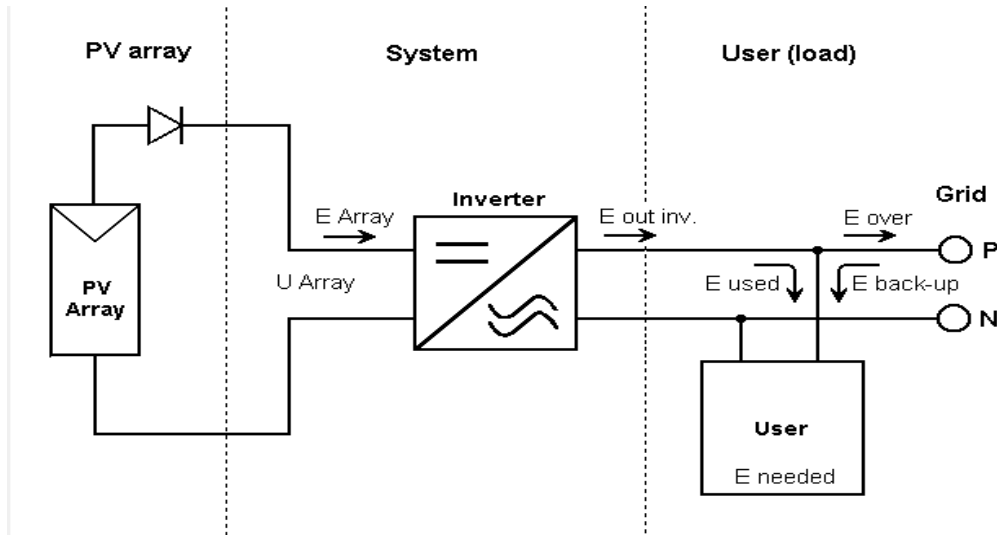 PV array
System
User (load)
Inverter
Grid
E Array
E out inv.
E over
P
U Array
E used
E back-up
PV
Array
N
User
E needed